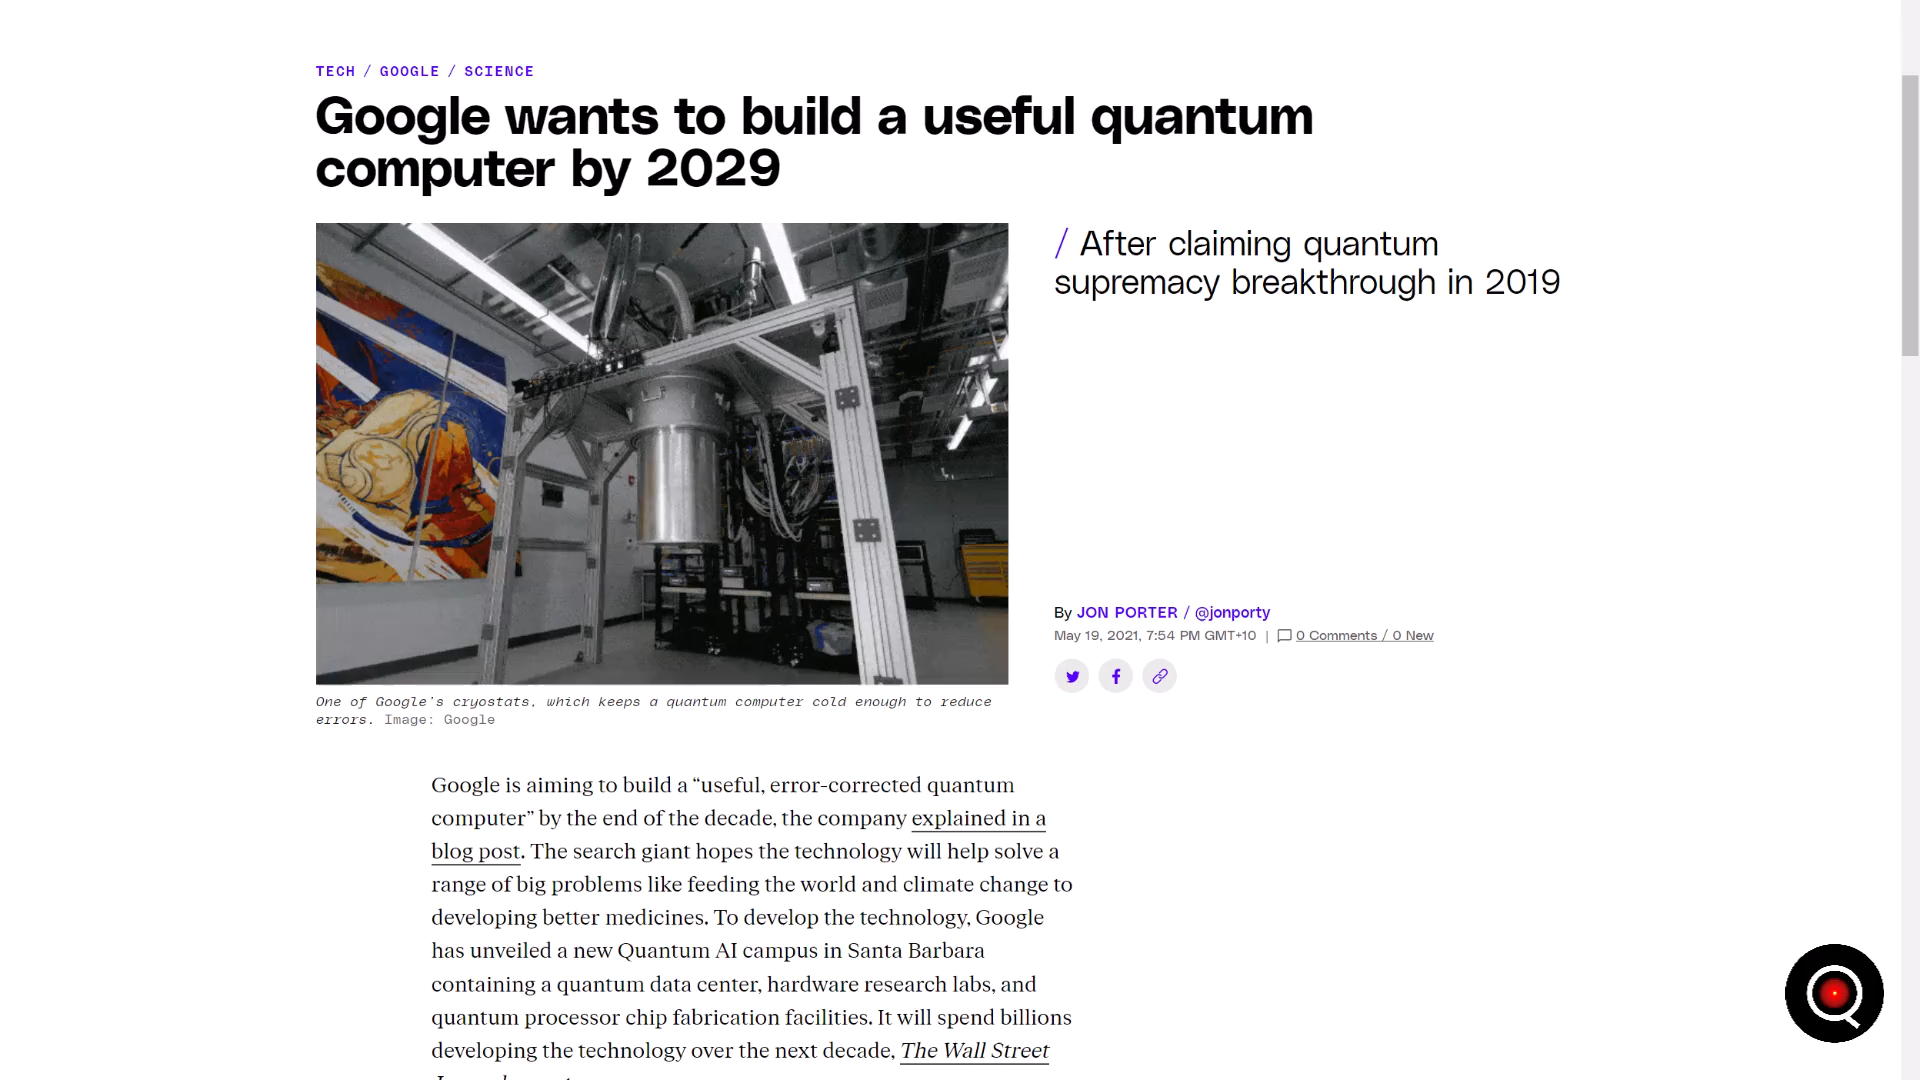 TECH / GOOGLE / SCIENCE
Google wants to build a useful quantum
computer by 2029
/ After claiming quantum
supremacy breakthrough in 2019
By JON PORTER / @jonporty
May 19, 2021, 7:54 PM GMT+10 | 0 Comments / 0 New
One of Google's cryostats, which keeps a quantum computer cold enough to reduce
errors. Image: Google
Google is aiming to build a “useful, error-corrected quantum
computer” by the end of the decade, the company explained in a
blog post. The search giant hopes the technology will help solve a
range of big problems like feeding the world and climate change to
developing better medicines. To develop the technology, Google
has unveiled a new Quantum AI campus in Santa Barbara
containing a quantum data center, hardware research labs, and
quantum processor chip fabrication facilities. It will spend billions
developing the technology over the next decade, The Wall Street